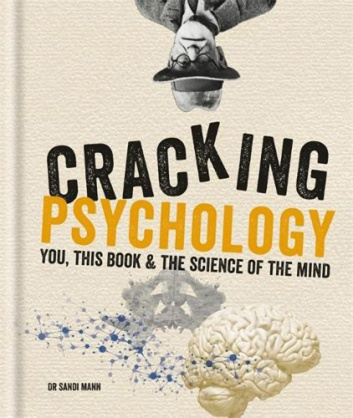 CRACKING
PSYCHOLOGY
YOU, THIS BOOK & THE SCIENCE OF THE MIND
DR SANDI MANN